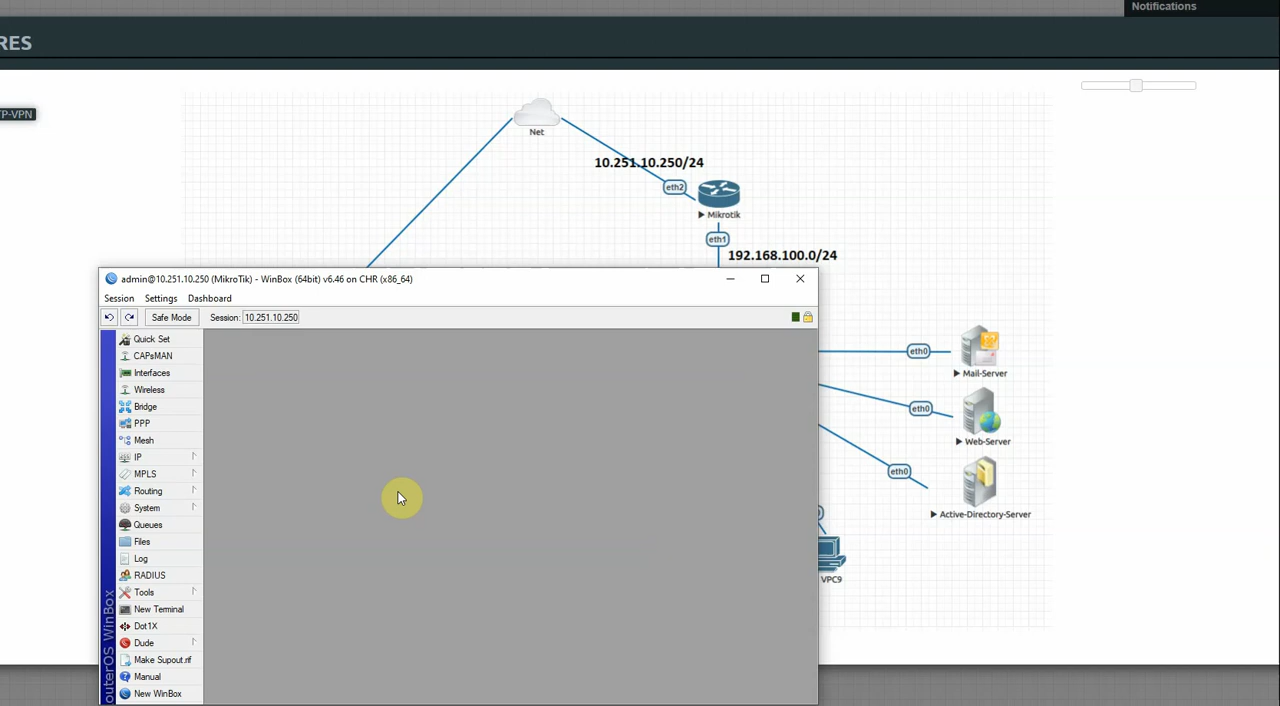 Notifications
RES
TP-VPN
Net
10.251.10.250/24
eth2
Mikrotik
eth1
192.168.100.0/24
admin@10.251.10.250 (MikroTik) - WinBox (64bit) v6.46 on CHR (x86_64)
Session Settings Dashboard
Safe Mode Session: 10.251.10.250
Quick Set
CAPsMAN
Interfaces
Wireless
Bridge
PPP
Mesh
IP
MPLS
Routing
System
Queues
Files
Log
RADIUS
Tools
New Terminal
Dot1X
Dude
Make Supout.rif
Manual
New WinBox
outerOS WinBox
eth0
Mail-Server
eth0
Web-Server
eth0
Active-Directory-Server
VPC9